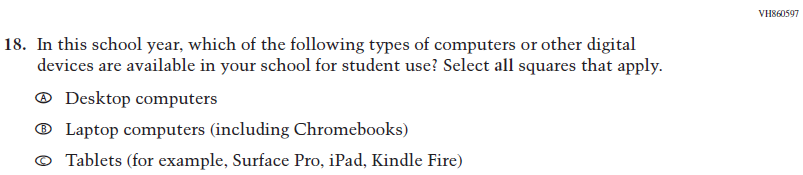 VH860597
18. In this school year, which of the following types of computers or other digital
devices are available in your school for student use? Select all squares that apply.
A Desktop computers
B Laptop computers (including Chromebooks)
C Tablets (for example, Surface Pro, iPad, Kindle Fire)